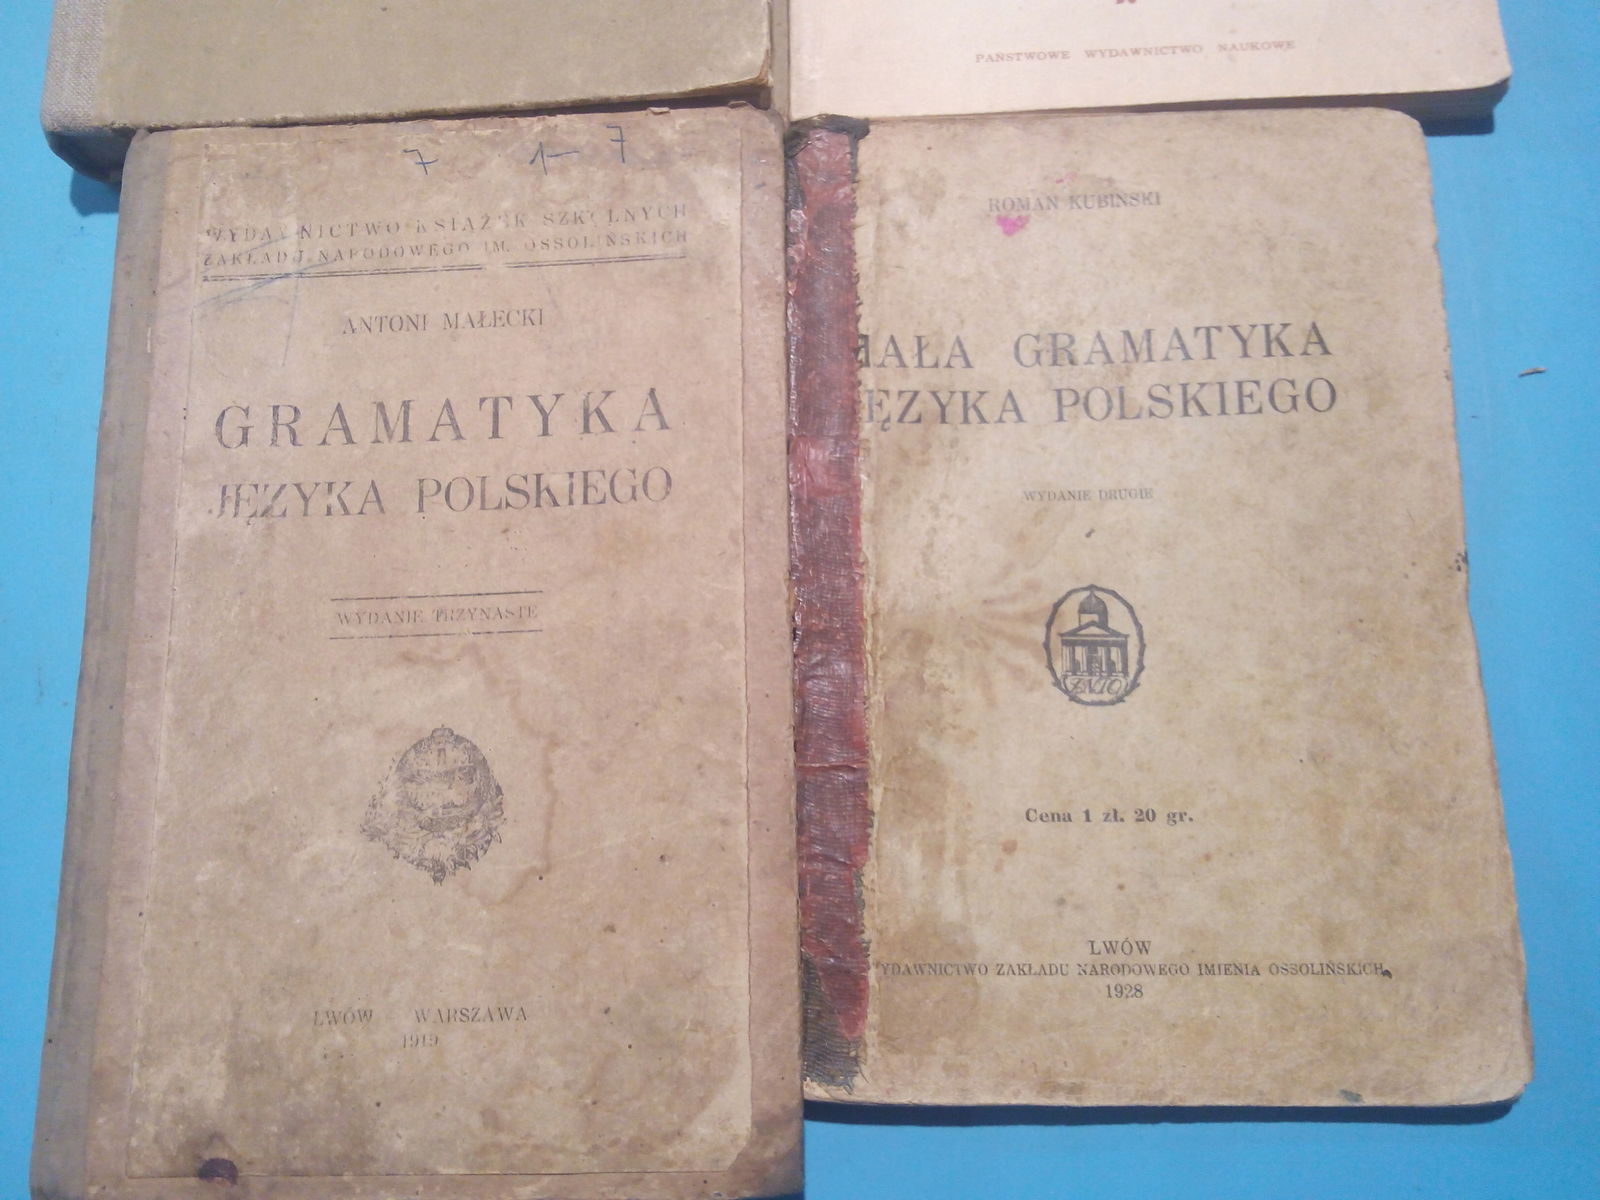 PAŃSTWOWE WYDAWNICTWO NAUKOWE
7 1- 7
WYDAWNICTWO KSIĄŻEK SZKOLNYCH
ZAKŁADU NARODOWEGO IM. OSSOLIŃSKICH
ANTONI MAŁECKI
GRAMATYKA
JĘZYKA POLSKIEGO
WYDANIE TRZYNASTE
LWÓW - WARSZAWA
1919
ROMAN KUBIŃSKI
MAŁA GRAMATYKA
JĘZYKA POLSKIEGO
WYDANIE DRUGIE
ZNIO
Cena 1 zł. 20 gr.
LWÓW
WYDAWNICTWO ZAKŁADU NARODOWEGO IMIENIA OSSOLIŃSKICH
1928